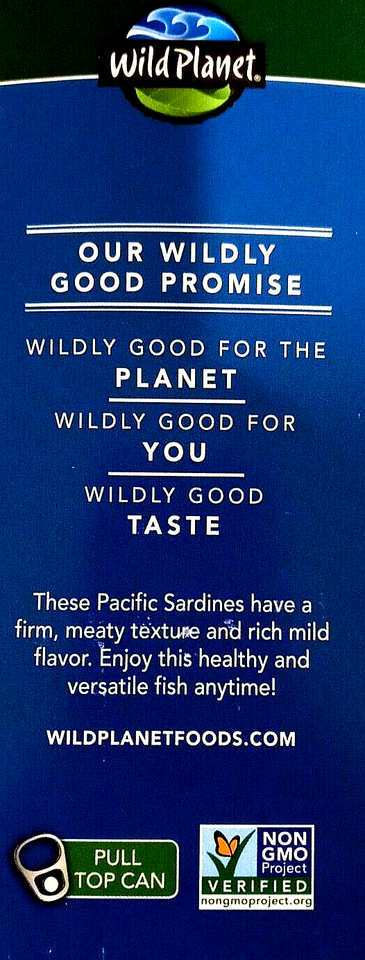 Wild Planet®
OUR WILDLY
GOOD PROMISE
WILDLY GOOD FOR THE
PLANET
WILDLY GOOD FOR
YOU
WILDLY GOOD
TASTE
These Pacific Sardines have a
firm, meaty texture and rich mild
flavor. Enjoy this healthy and
versatile fish anytime!
WILDPLANETFOODS.COM
PULL
TOP CAN
NON
GMO
Project
VERIFIED
nongmoproject.org